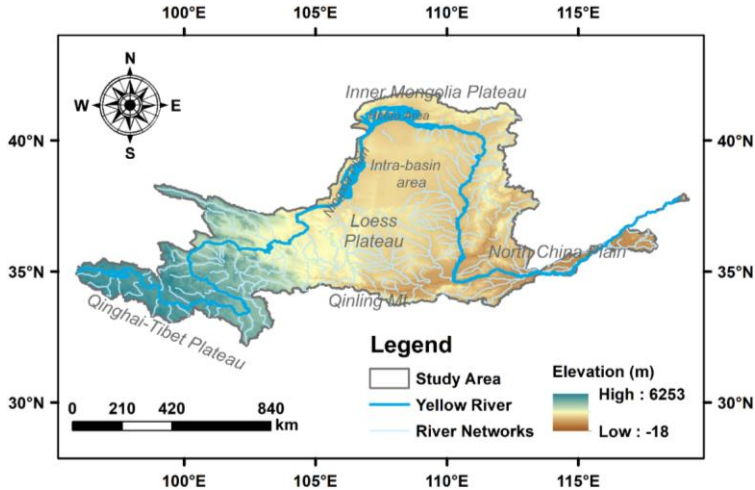 100°E 105°E 110°E 115°E
N
W E
S
Inner Mongolia Plateau
40°N 40°N
Intra-basin
area
Loess
Plateau
North China Plain
35°N 35°N
Qinling Mt.
Qinghai-Tibet Plateau
Legend
Study Area
Yellow River
River Networks
Elevation (m)
High : 6253
Low : -18
30°N 30°N
0 210 420 840
km
100°E 105°E 110°E 115°E